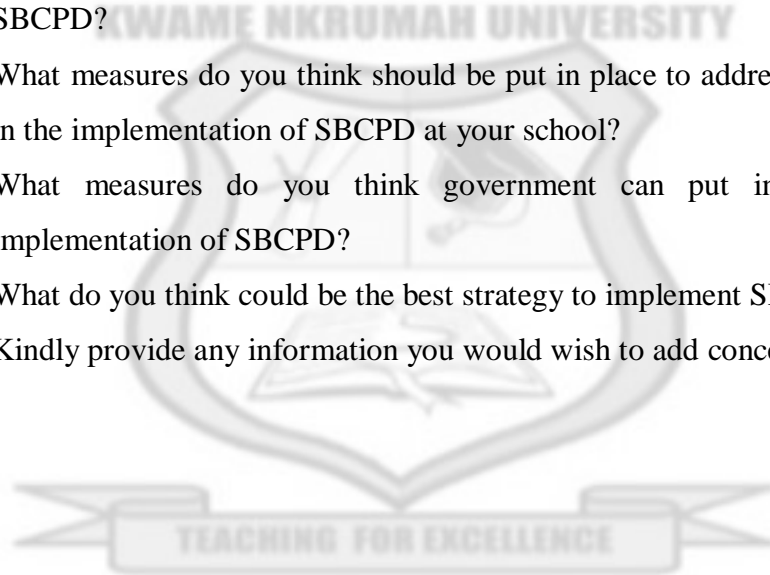 SBCPD?
KWAME NKRUMAH UNIVERSITY
What measures do you think should be put in place to addre
in the implementation of SBCPD at your school?
What measures do you think government can put in
implementation of SBCPD?
What do you think could be the best strategy to implement S
Kindly provide any information you would wish to add conce
TEACHING FOR EXCELLENCE